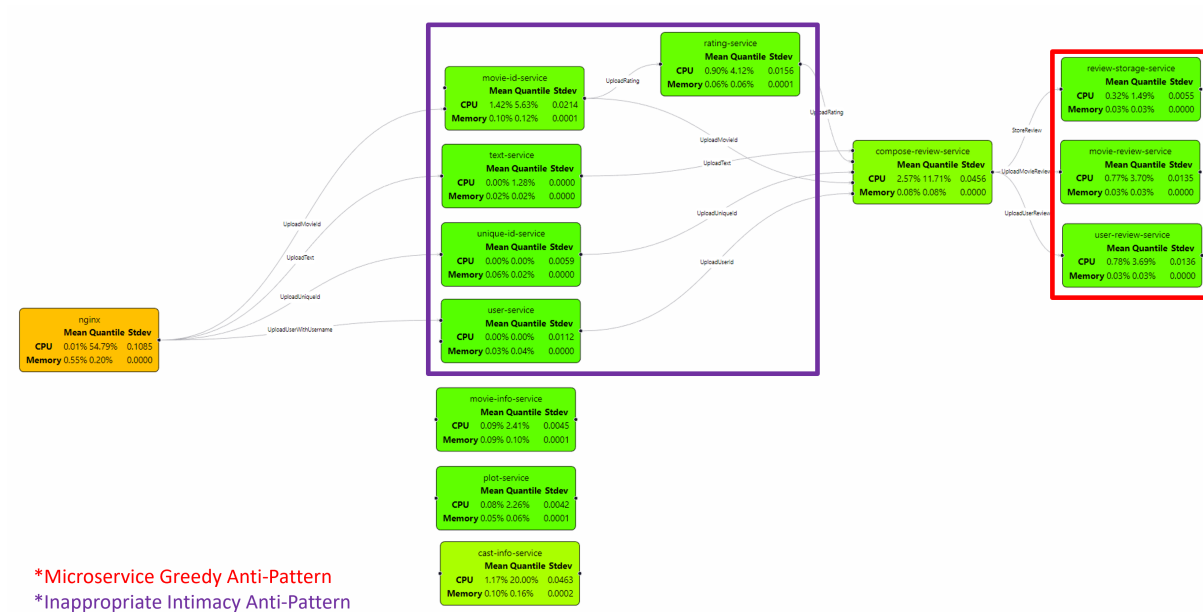 rating-service
Mean Quantile Stdev
CPU 0.90% 4.12% 0.0156
Memory 0.06% 0.06% 0.0001
movie-id-service
Mean Quantile Stdev
CPU 1.42% 5.63% 0.0214
Memory 0.10% 0.12% 0.0001
UploadRating
UploadRating
review-storage-service
Mean Quantile Stdev
CPU 0.32% 1.49% 0.0055
Memory 0.03% 0.03% 0.0000
StoreReview
UploadMovieId
text-service
Mean Quantile Stdev
CPU 0.00% 1.28% 0.0000
Memory 0.02% 0.02% 0.0000
UploadText
compose-review-service
Mean Quantile Stdev
CPU 2.57% 11.71% 0.0456
Memory 0.08% 0.08% 0.0000
UploadMovieReview
movie-review-service
Mean Quantile Stdev
CPU 0.77% 3.70% 0.0135
Memory 0.03% 0.03% 0.0000
UploadMovieId
unique-id-service
Mean Quantile Stdev
CPU 0.00% 0.00% 0.0059
Memory 0.06% 0.02% 0.0000
UploadUniqueId
UploadUserReview
user-review-service
Mean Quantile Stdev
CPU 0.78% 3.69% 0.0136
Memory 0.03% 0.03% 0.0000
UploadText
UploadUserId
UploadUniqueId
nginx
Mean Quantile Stdev
CPU 0.01% 54.79% 0.1085
Memory 0.55% 0.20% 0.0000
UploadUserWithUsername
user-service
Mean Quantile Stdev
CPU 0.00% 0.00% 0.0112
Memory 0.03% 0.04% 0.0000
movie-info-service
Mean Quantile Stdev
CPU 0.09% 2.41% 0.0045
Memory 0.09% 0.10% 0.0001
plot-service
Mean Quantile Stdev
CPU 0.08% 2.26% 0.0042
Memory 0.05% 0.06% 0.0001
cast-info-service
Mean Quantile Stdev
CPU 1.17% 20.00% 0.0463
Memory 0.10% 0.16% 0.0002
*Microservice Greedy Anti-Pattern
*Inappropriate Intimacy Anti-Pattern